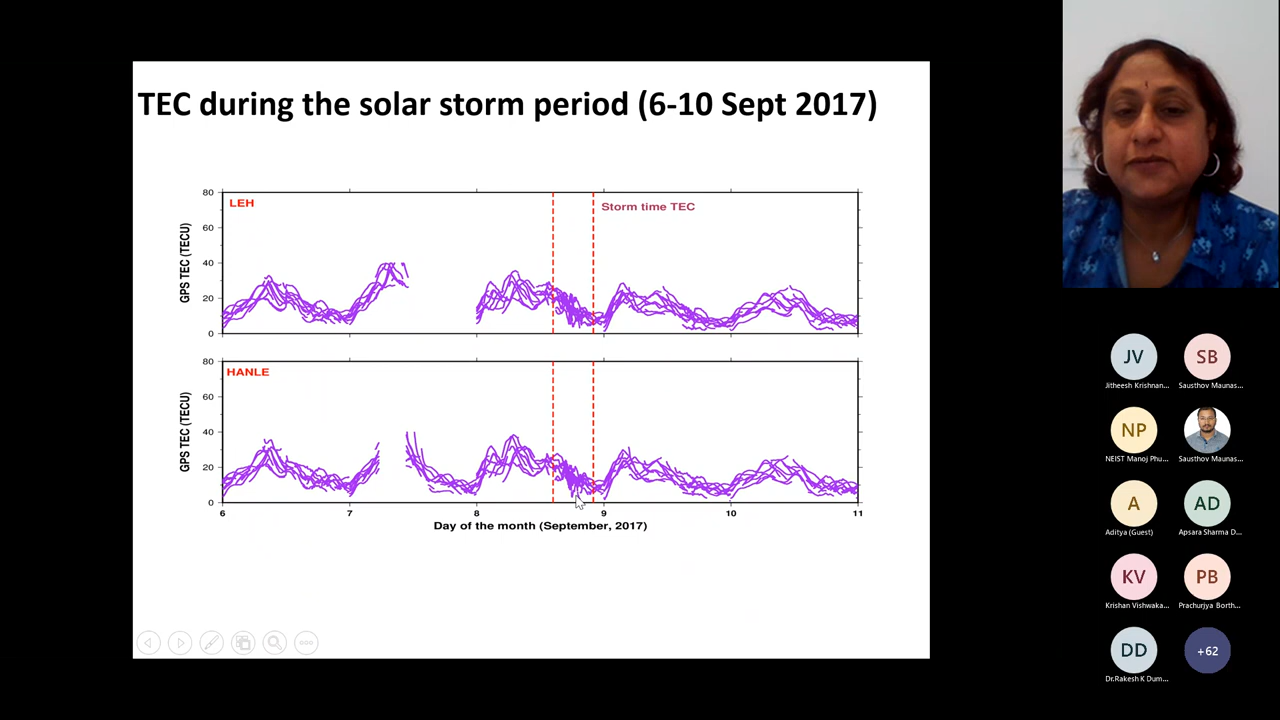 TEC during the solar storm period (6-10 Sept 2017)
80
60
40
20
0
GPS TEC (TECU)
LEH
Storm time TEC
80
60
40
20
0
GPS TEC (TECU)
HANLE
6 7 8 9 10 11
Day of the month (September, 2017)
JV
Jitheesh Krishnan...
SB
Sausthov Maunas...
NP
NEIST Manoj Phu...
Sausthov Maunas...
A
Aditya (Guest)
AD
Apsara Sharma D...
KV
Krishan Vishwaka...
PB
Prachurjya Borth...
DD
Dr.Rakesh K Dum...
+62